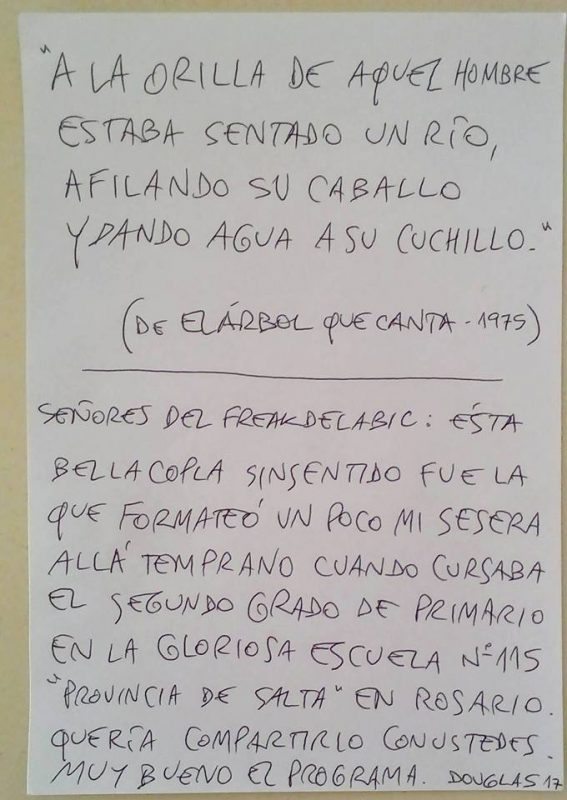 "A LA ORILLA DE AQUEL HOMBRE
ESTABA SENTADO UN RÍO,
AFILANDO SU CABALLO
Y DANDO AGUA A SU CUCHILLO."
(DE EL ÁRBOL QUE CANTA - 1975)
SEÑORES DEL FREAKDELABIC: ÉSTA
BELLA COPLA SINSENTIDO FUE LA
QUE FORMATEÓ UN POCO MI SESERA
ALLÁ TEMPRANO CUANDO CURSABA
EL SEGUNDO GRADO DE PRIMARIO
EN LA GLORIOSA ESCUELA Nº115
"PROVINCIA DE SALTA" EN ROSARIO.
QUERÍA COMPARTIRLO CON USTEDES.
MUY BUENO EL PROGRAMA. DOUGLAS 17